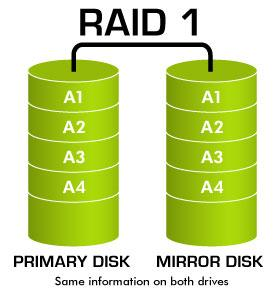 RAID 1
A1 A1
A2 A2
A3 A3
A4 A4
PRIMARY DISK MIRROR DISK
Same information on both drives